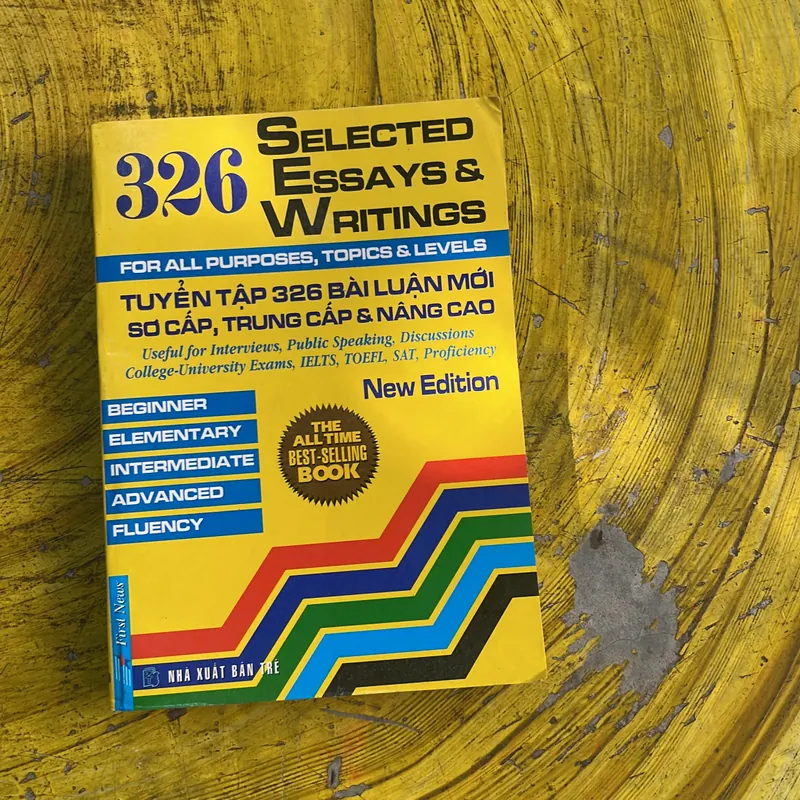 326 SELECTED
ESSAYS &
WRITINGS
FOR ALL PURPOSES, TOPICS & LEVELS
TUYỂN TẬP 326 BÀI LUẬN MỚI
SƠ CẤP, TRUNG CẤP & NÂNG CAO
Useful for Interviews, Public Speaking, Discussions
College-University Exams, IELTS, TOEFL, SAT, Proficiency
New Edition
BEGINNER
ELEMENTARY
INTERMEDIATE
ADVANCED
FLUENCY
THE
ALL TIME
BEST-SELLING
BOOK
First News
NHÀ XUẤT BẢN TRẺ